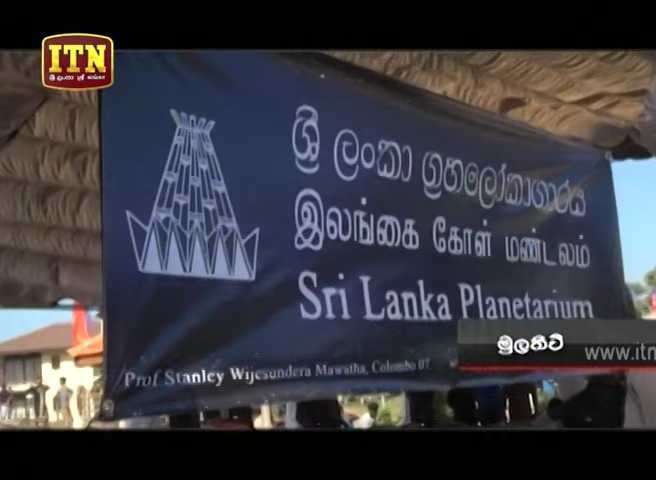 ITN
ශ්‍රී ලංකා ග්‍රහලෝකාගාරය
இலங்கை கோள் மண்டலம்
Sri Lanka Planetarium
Prof Stanley Wijesundera Mawatha, Colombo 07.
මුලතිව්
www.itn